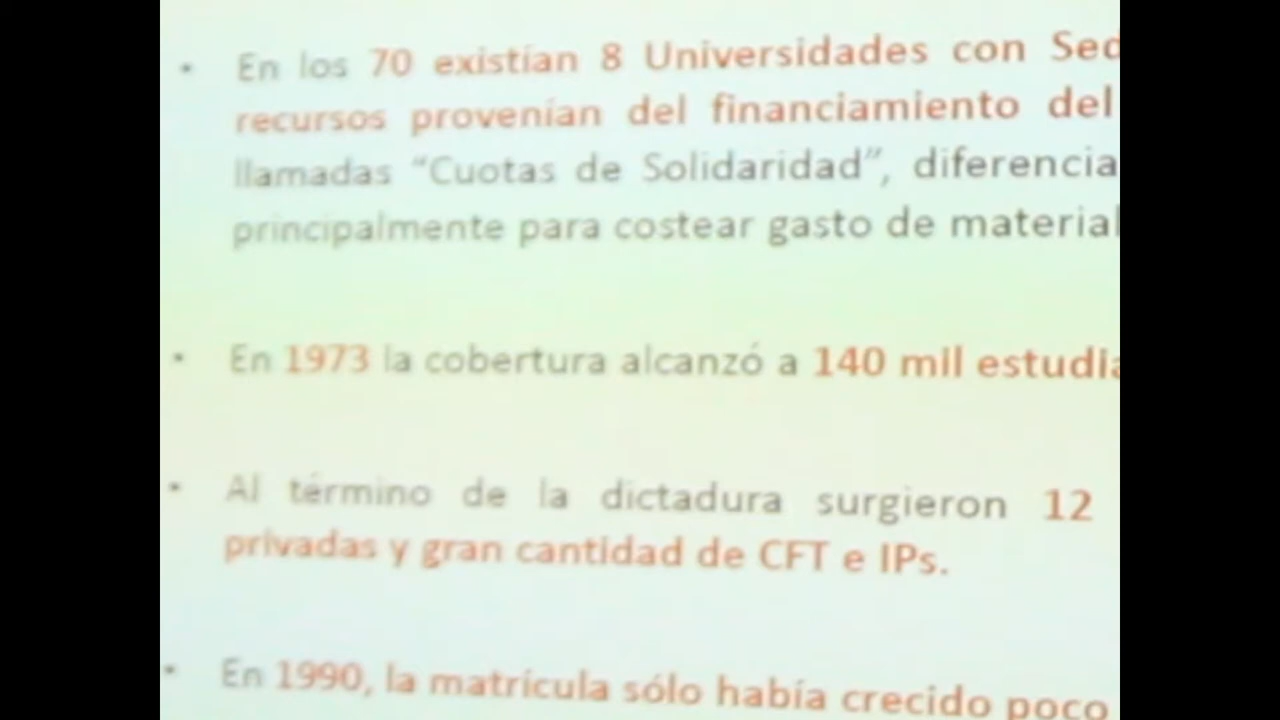 • En los 70 existían 8 Universidades con Sed
recursos provenían del financiamiento del
llamadas "Cuotas de Solidaridad", diferencia
principalmente para costear gasto de material
• En 1973 la cobertura alcanzó a 140 mil estudia
• Al término de la dictadura surgieron 12
privadas y gran cantidad de CFT e IPs.
• En 1990, la matrícula sólo había crecido poco